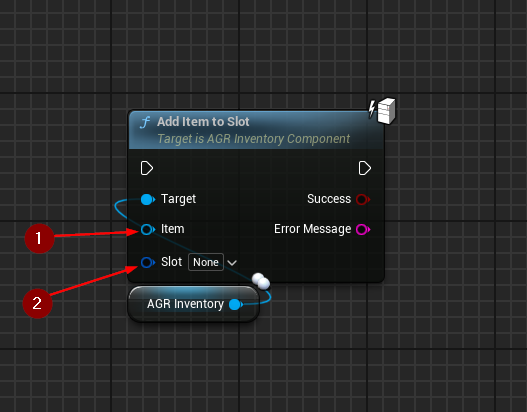 f Add Item to Slot
Target is AGR Inventory Component
Target Success
1 Item Error Message
2 Slot None
AGR Inventory